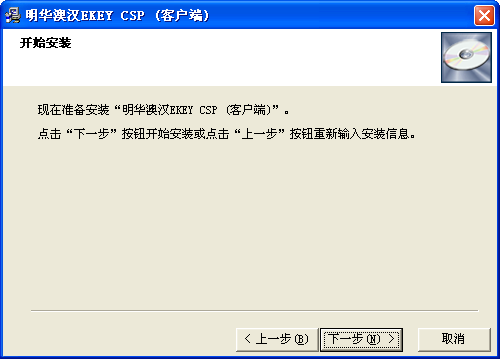 明华澳汉EKEY CSP (客户端)
开始安装
现在准备安装“明华澳汉EKEY CSP (客户端)”。
点击“下一步”按钮开始安装或点击“上一步”按钮重新输入安装信息。
< 上一步(B)
下一步(N) >
取消